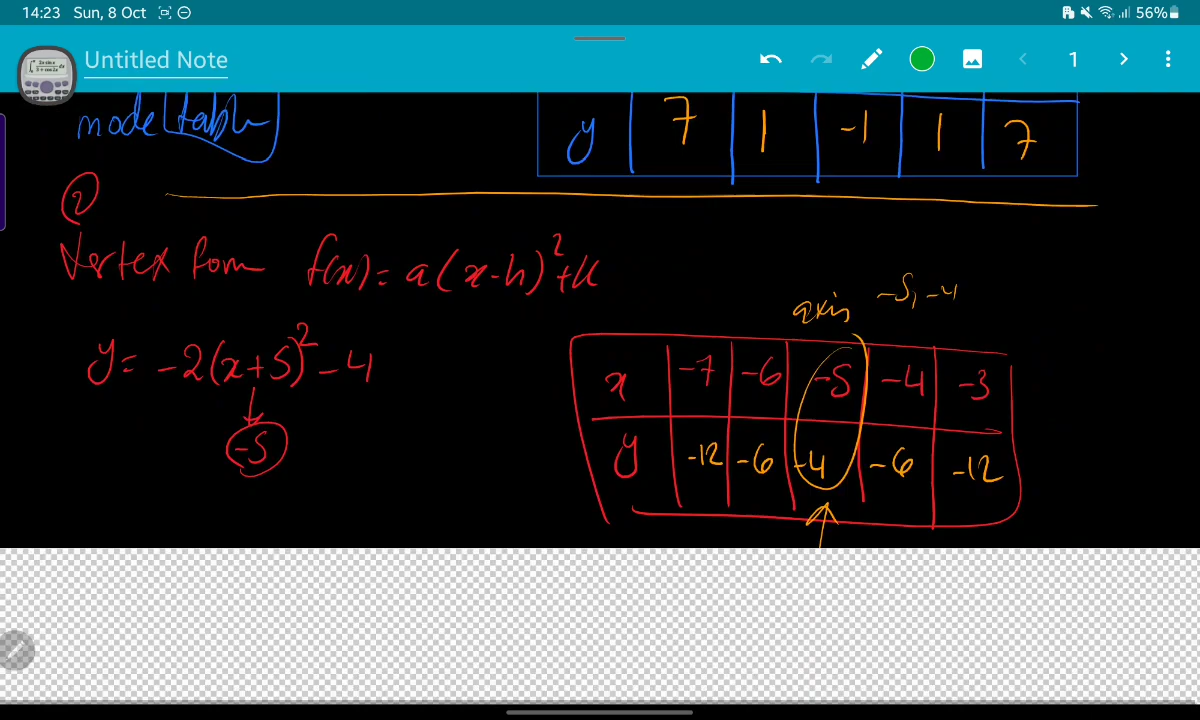 14:23 Sun, 8 Oct 56%
Untitled Note 1
mode table
y 7 1 -1 1 7
2
Vertex form f(x) = a(x-h)²+k
axis -5, -4
y = -2(x+5)² - 4
-5
x -7 -6 -5 -4 -3
y -12 -6 -4 -6 -12